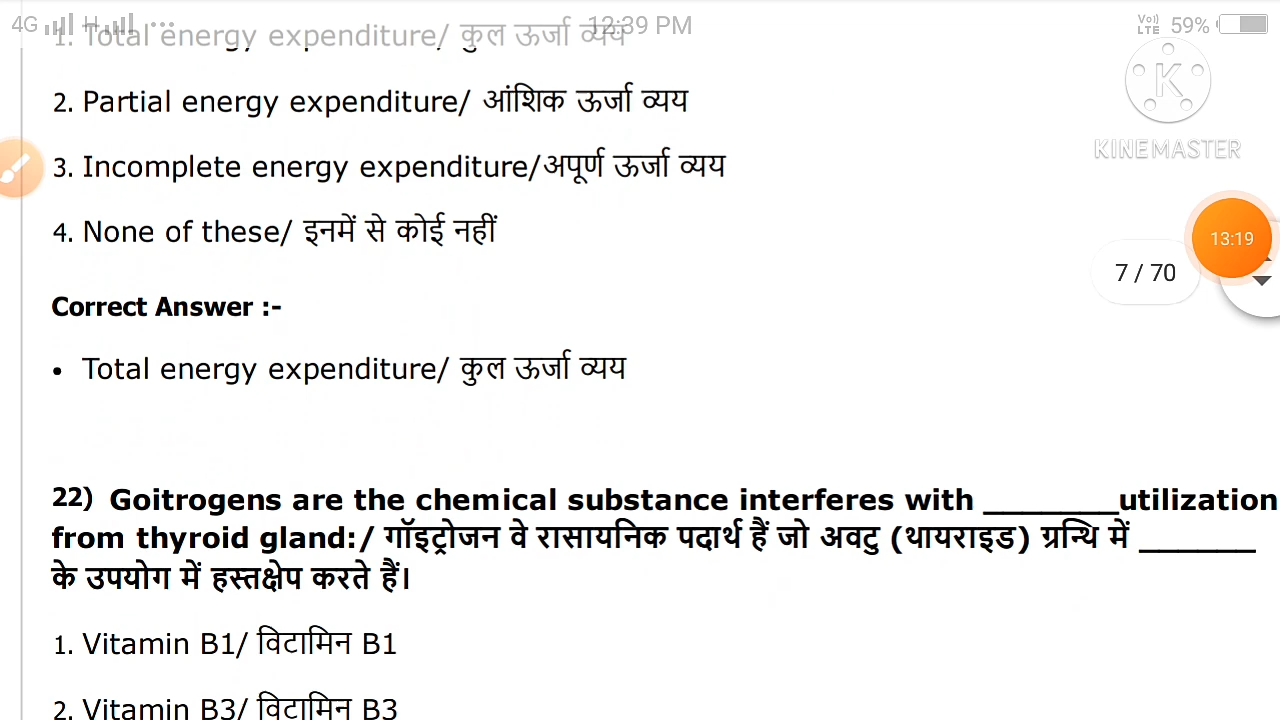 4G H ... 12:39 PM Vo) LTE 59%
1. Total energy expenditure/ कुल ऊर्जा व्यय
2. Partial energy expenditure/ आंशिक ऊर्जा व्यय
K
KINEMASTER
3. Incomplete energy expenditure/अपूर्ण ऊर्जा व्यय
4. None of these/ इनमें से कोई नहीं
13:19
7 / 70
Correct Answer :-
• Total energy expenditure/ कुल ऊर्जा व्यय
22) Goitrogens are the chemical substance interferes with ________utilization
from thyroid gland:/ गॉइट्रोजन वे रासायनिक पदार्थ हैं जो अवटु (थायराइड) ग्रन्थि में _______
के उपयोग में हस्तक्षेप करते हैं।
1. Vitamin B1/ विटामिन B1
2. Vitamin B3/ विटामिन B3